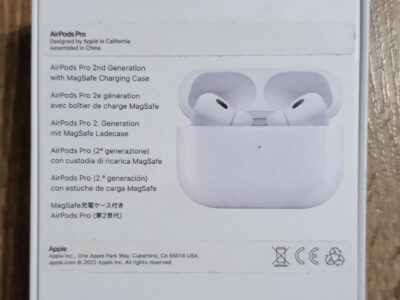 AirPods Pro
Designed by Apple in California
Assembled in China
AirPods Pro 2nd Generation
with MagSafe Charging Case
AirPods Pro 2e génération
avec boîtier de charge MagSafe
AirPods Pro 2. Generation
mit MagSafe Ladecase
AirPods Pro (2ª generazione)
con custodia di ricarica MagSafe
AirPods Pro (2.ª generación)
con estuche de carga MagSafe
MagSafe充電ケース付き
AirPods Pro (第2世代)
Apple
Apple Inc., One Apple Park Way, Cupertino, CA 95014 USA,
apple.com © 2022 Apple Inc. All rights reserved.
CE